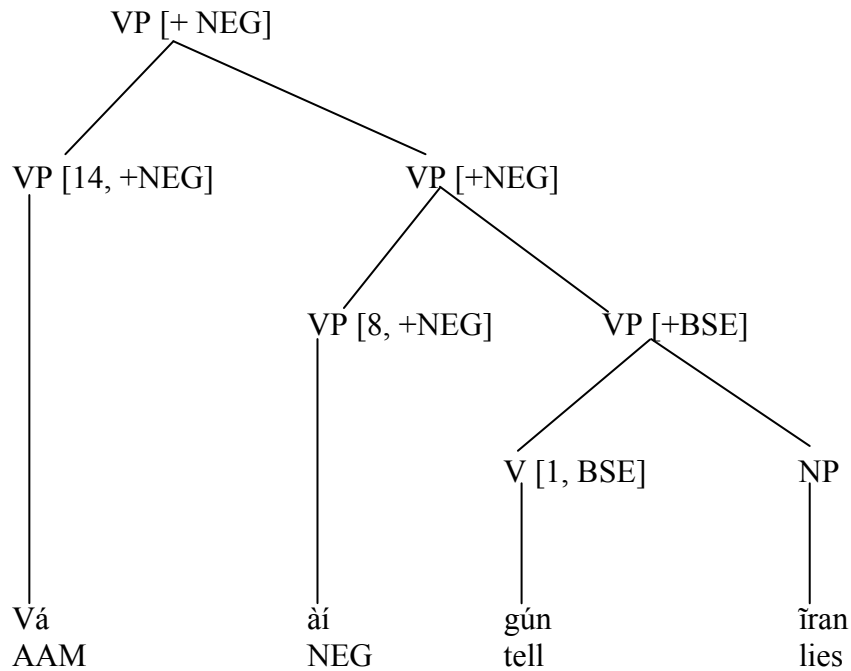 VP [+ NEG]
VP [14, +NEG] VP [+NEG]
VP [8, +NEG] VP [+BSE]
V [1, BSE] NP
Vá àí gún ĩran
AAM NEG tell lies